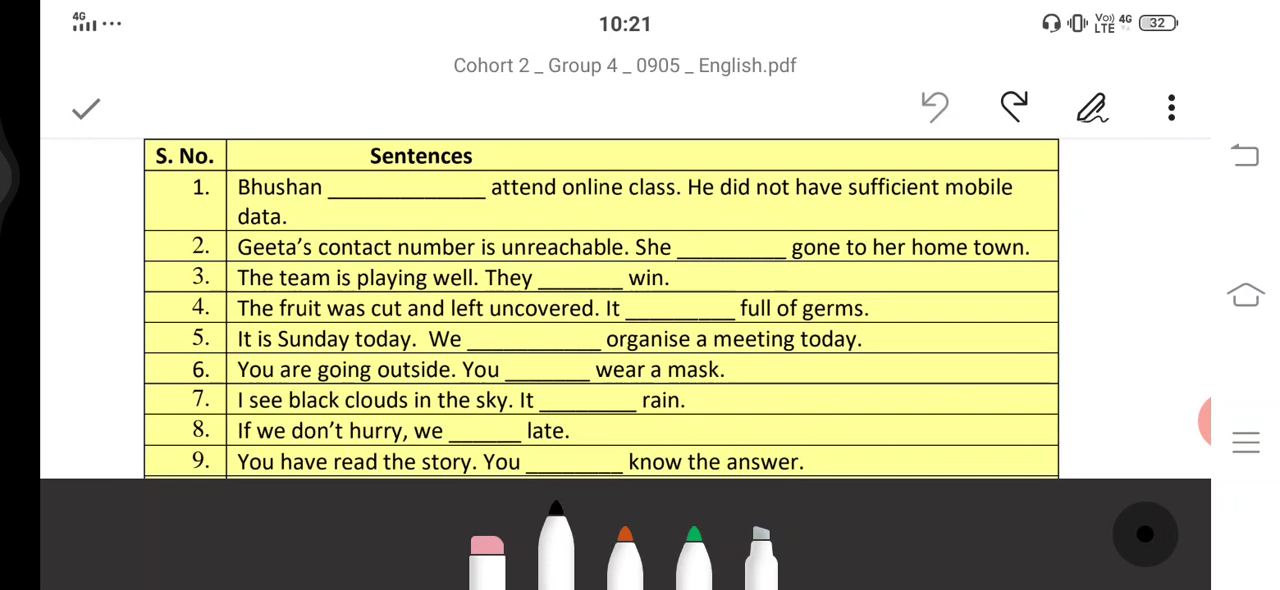 4G 10:21 Vo) LTE 4G 32
Cohort 2 _ Group 4 _ 0905 _ English.pdf
S. No. Sentences
1. Bhushan _____________ attend online class. He did not have sufficient mobile
data.
2. Geeta's contact number is unreachable. She _________ gone to her home town.
3. The team is playing well. They _______ win.
4. The fruit was cut and left uncovered. It _________ full of germs.
5. It is Sunday today. We ___________ organise a meeting today.
6. You are going outside. You _______ wear a mask.
7. I see black clouds in the sky. It ________ rain.
8. If we don't hurry, we ______ late.
9. You have read the story. You ________ know the answer.